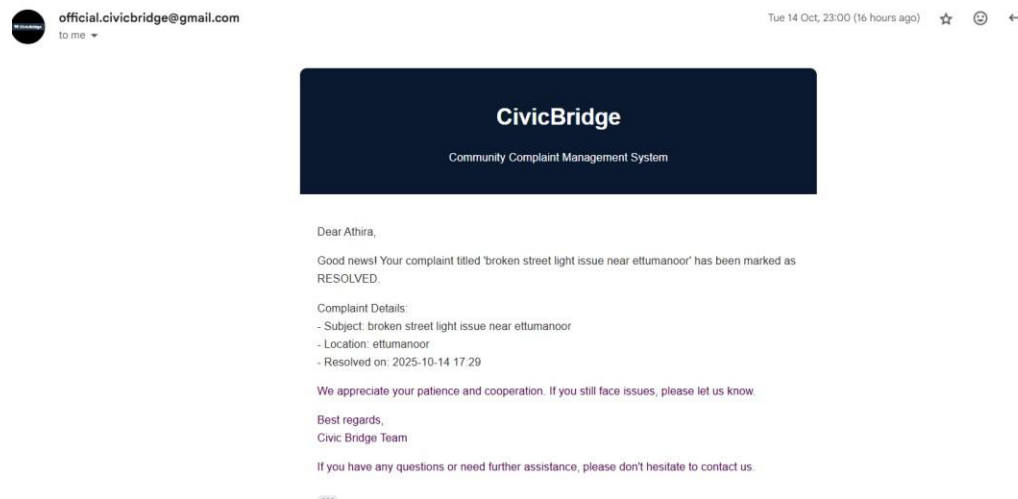 official.civicbridge@gmail.com
Tue 14 Oct, 23:00 (16 hours ago)
to me
CivicBridge
Community Complaint Management System
Dear Athira,
Good news! Your complaint titled 'broken street light issue near ettumanoor' has been marked as
RESOLVED.
Complaint Details:
- Subject: broken street light issue near ettumanoor
- Location: ettumanoor
- Resolved on: 2025-10-14 17:29
We appreciate your patience and cooperation. If you still face issues, please let us know.
Best regards,
Civic Bridge Team
If you have any questions or need further assistance, please don't hesitate to contact us.